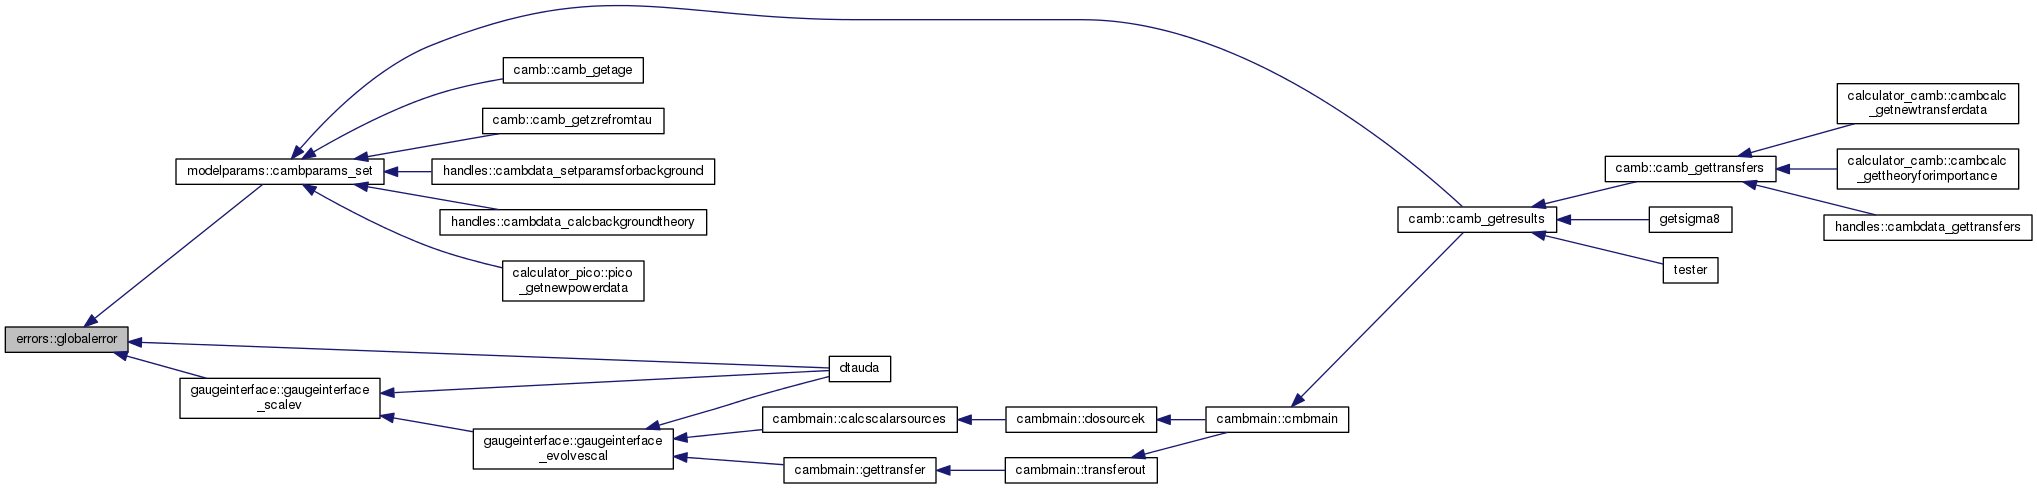 camb::camb_getage
camb::camb_getzrefromtau
modelparams::cambparams_set
handles::cambdata_setparamsforbackground
handles::cambdata_calcbackgroundtheory
calculator_pico::pico
_getnewpowerdata
errors::globalerror
gaugeinterface::gaugeinterface
_scalev
gaugeinterface::gaugeinterface
_evolvescal
dtauda
cambmain::calcscalarsources
cambmain::gettransfer
cambmain::dosourcek
cambmain::transferout
cambmain::cmbmain
camb::camb_getresults
camb::camb_gettransfers
getsigma8
tester
calculator_camb::cambcalc
_getnewtransferdata
calculator_camb::cambcalc
_gettheoryforimportance
handles::cambdata_gettransfers